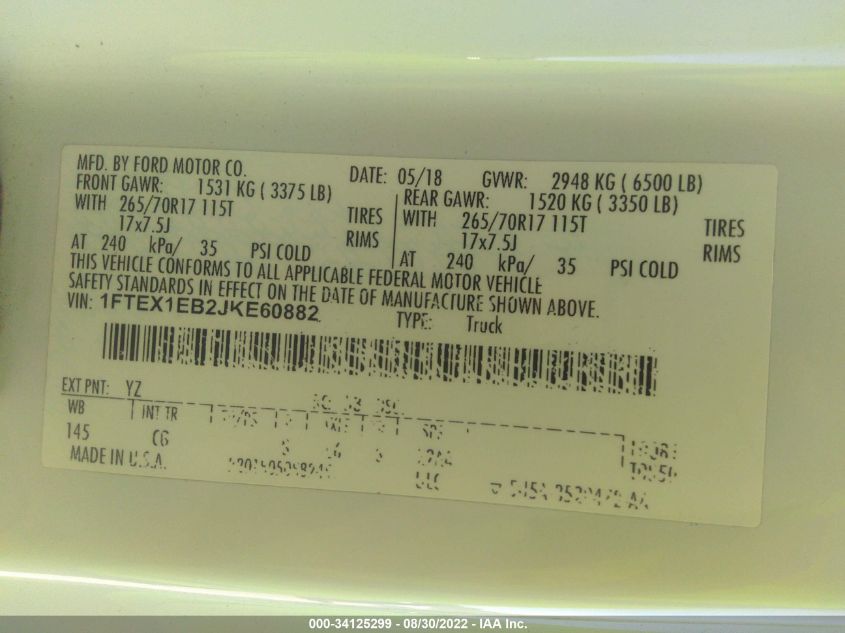 MFD. BY FORD MOTOR CO.
DATE: 05/18 GVWR: 2948 KG ( 6500 LB)
FRONT GAWR: 1531 KG ( 3375 LB)
WITH 265/70R17 115T TIRES
17x7.5J RIMS
AT 240 kPa/ 35 PSI COLD
REAR GAWR: 1520 KG ( 3350 LB)
WITH 265/70R17 115T TIRES
17x7.5J RIMS
AT 240 kPa/ 35 PSI COLD
THIS VEHICLE CONFORMS TO ALL APPLICABLE FEDERAL MOTOR VEHICLE
SAFETY STANDARDS IN EFFECT ON THE DATE OF MANUFACTURE SHOWN ABOVE.
VIN: 1FTEX1EB2JKE60882
TYPE: Truck
EXT PNT: YZ
WB INT TR
145 CG
MADE IN U.S.A.
000-34125299 - 08/30/2022 - IAA Inc.